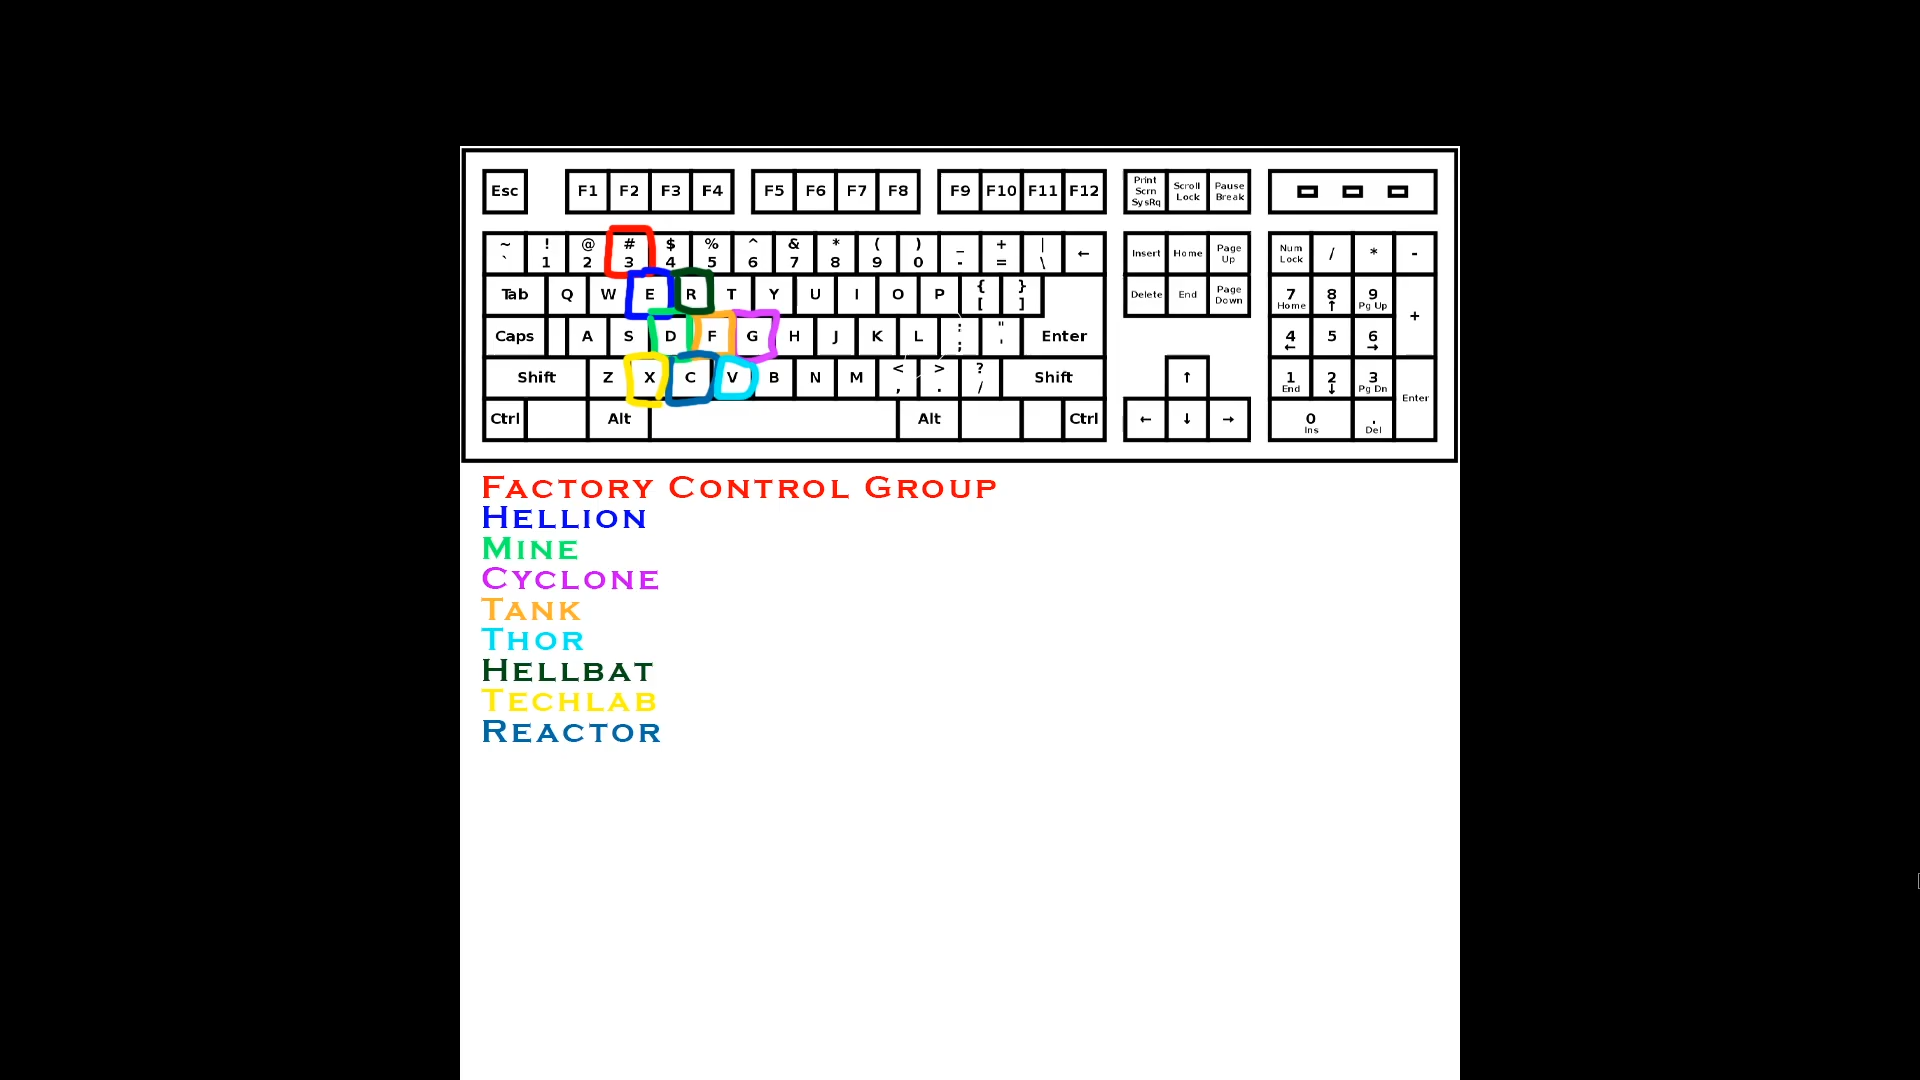 Esc F1 F2 F3 F4 F5 F6 F7 F8 F9 F10 F11 F12 Print Scrn SysRq Scroll Lock Pause Break
~ ` ! 1 @ 2 # 3 $ 4 % 5 ^ 6 & 7 * 8 ( 9 ) 0 _ - + = | \ ← Insert Home Page Up Num Lock / * -
Tab Q W E R T Y U I O P { [ } ] Delete End Page Down 7 Home 8 ↑ 9 Pg Up +
Caps A S D F G H J K L : ; " ' Enter 4 ← 5 6 →
Shift Z X C V B N M < , > . ? / Shift ↑ 1 End 2 ↓ 3 Pg Dn Enter
Ctrl Alt Alt Ctrl ← ↓ → 0 Ins . Del
Factory Control Group
Hellion
Mine
Cyclone
Tank
Thor
Hellbat
Techlab
Reactor